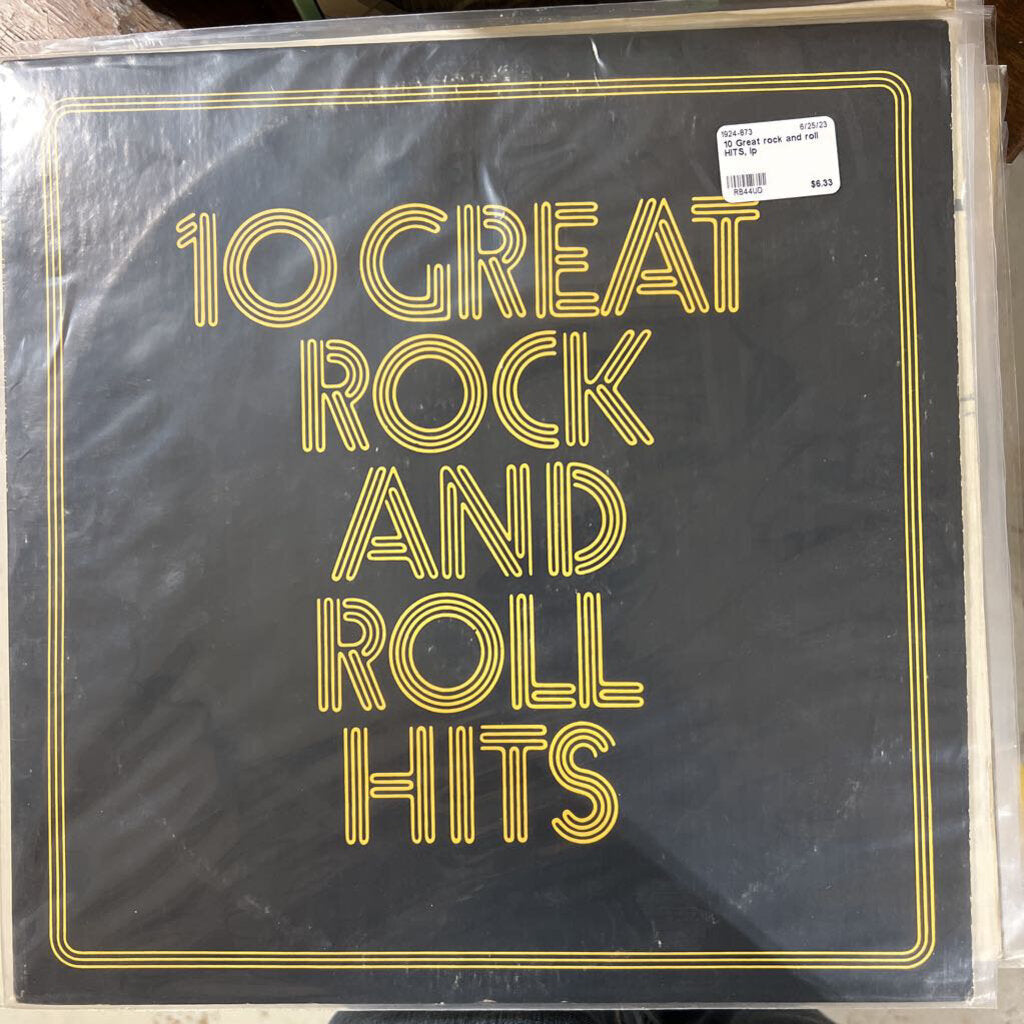 1924-873 6/25/23
10 Great rock and roll
HITS, lp
RB44UD $6.33
10 GREAT
ROCK
AND
ROLL
HITS